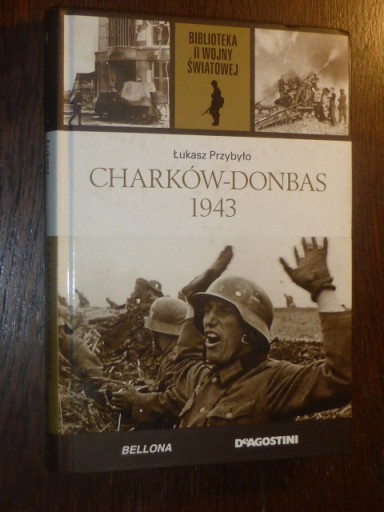 BIBLIOTEKA
II WOJNY
ŚWIATOWEJ
Łukasz Przybyło
CHARKÓW-DONBAS
1943
BELLONA
DeAGOSTINI